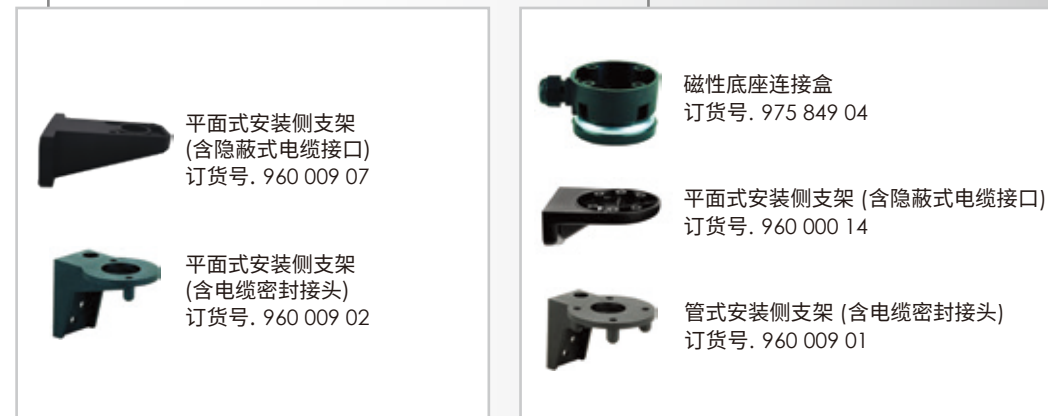 平面式安装侧支架
(含隐蔽式电缆接口)
订货号. 960 009 07
平面式安装侧支架
(含电缆密封接头)
订货号. 960 009 02
磁性底座连接盒
订货号. 975 849 04
平面式安装侧支架 (含隐蔽式电缆接口)
订货号. 960 000 14
管式安装侧支架 (含电缆密封接头)
订货号. 960 009 01